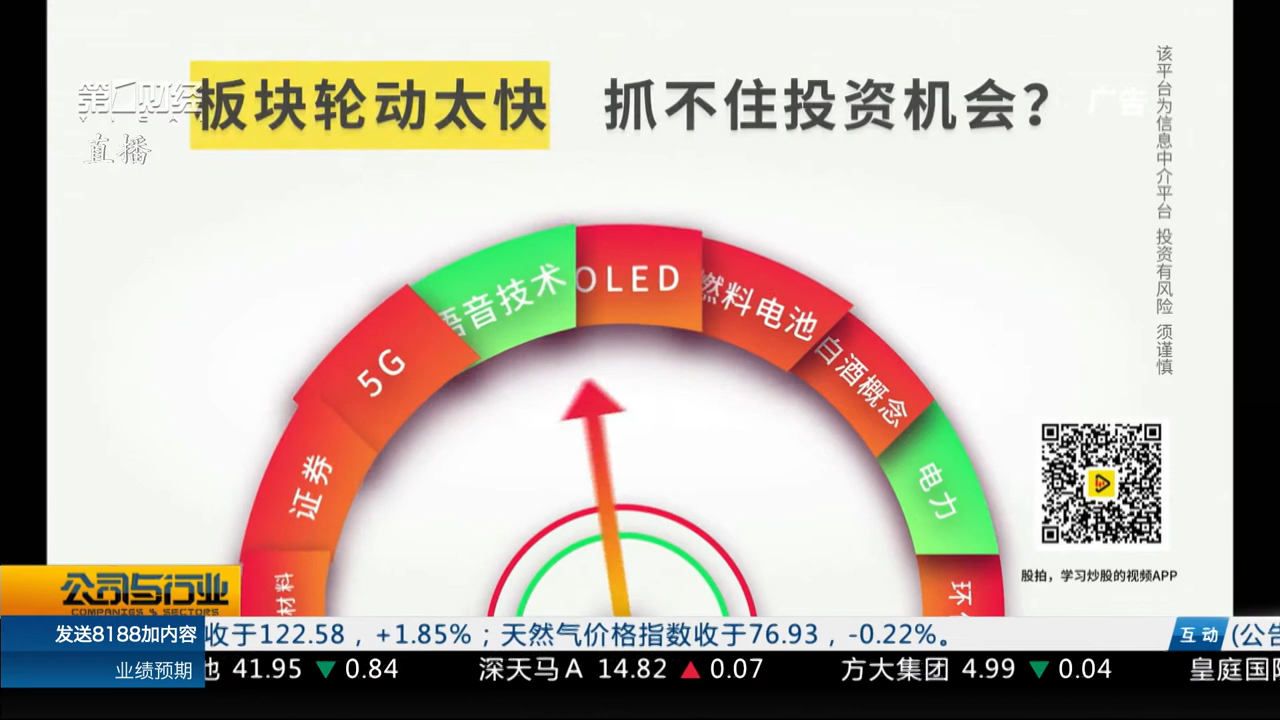 第一财经
直播
板块轮动太快 抓不住投资机会?
广告
该平台为信息中介平台 投资有风险 须谨慎
材料
证券
5G
语音技术
OLED
燃料电池
白酒概念
电力
环
股拍，学习炒股的视频APP
公司与行业
COMPANIES & SECTORS
发送8188加内容
收于122.58，+1.85%；天然气价格指数收于76.93，-0.22%。
互动
(公告
业绩预期
池 41.95 ▼ 0.84 深天马A 14.82 ▲ 0.07 方大集团 4.99 ▼ 0.04 皇庭国际